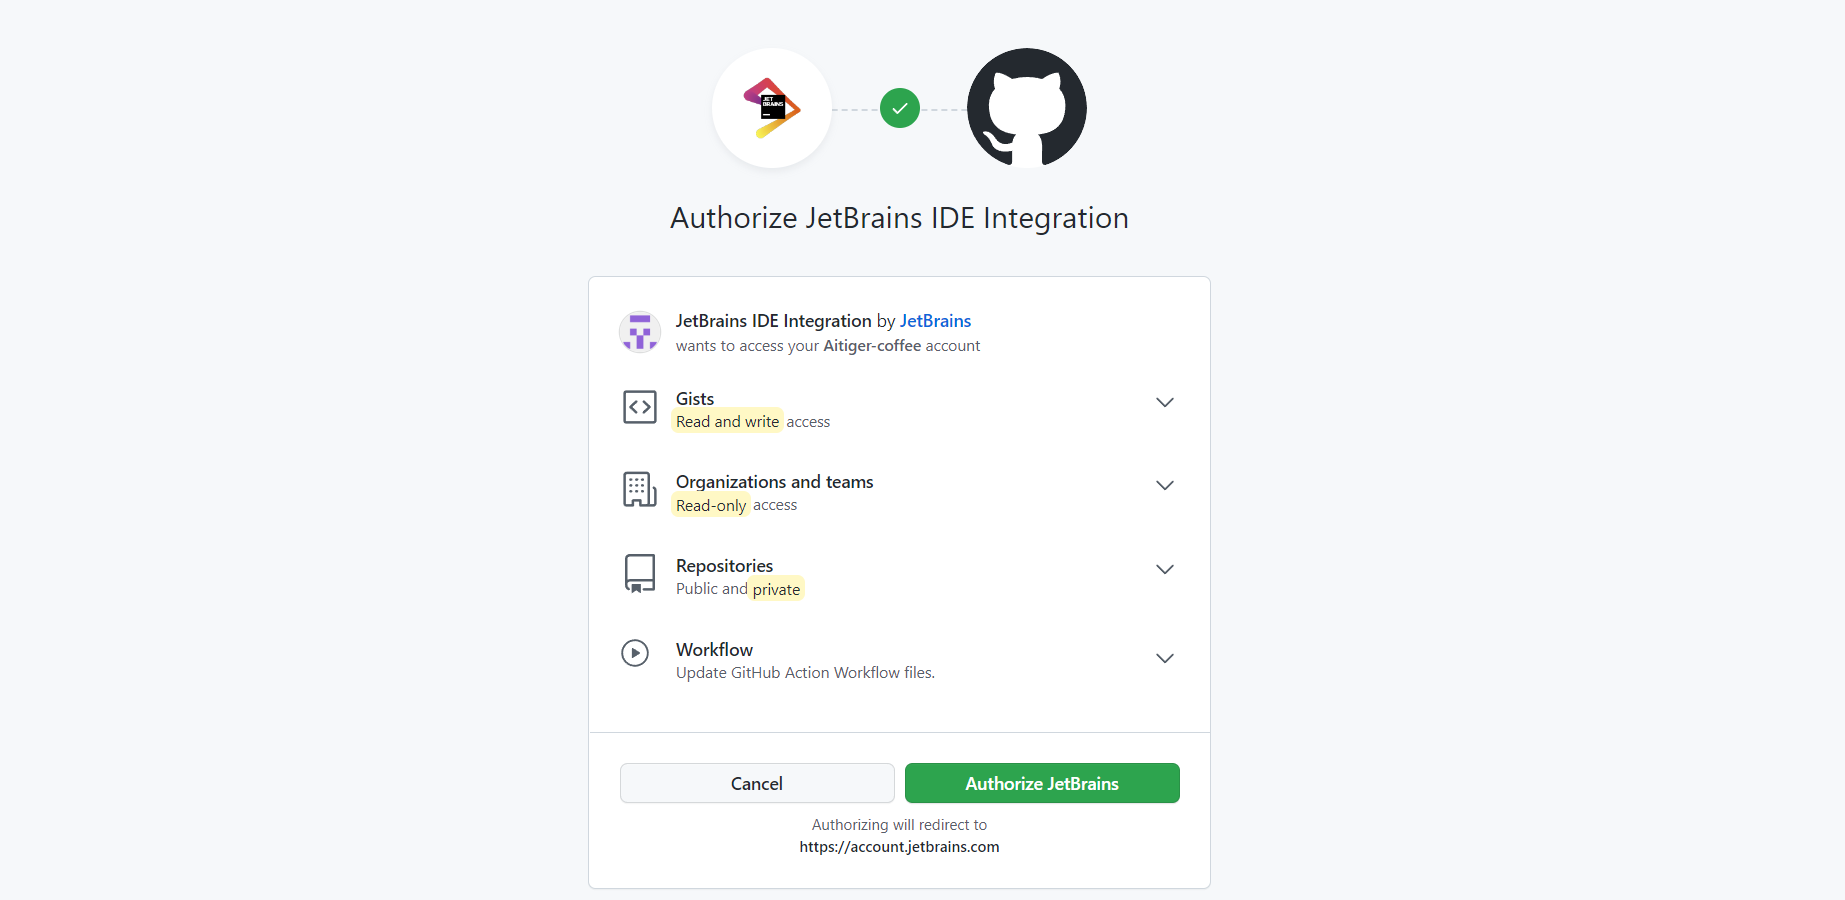 JET
BRAINS
Authorize JetBrains IDE Integration
JetBrains IDE Integration by JetBrains
wants to access your Aitiger-coffee account
Gists
Read and write access
Organizations and teams
Read-only access
Repositories
Public and private
Workflow
Update GitHub Action Workflow files.
Cancel
Authorize JetBrains
Authorizing will redirect to
https://account.jetbrains.com